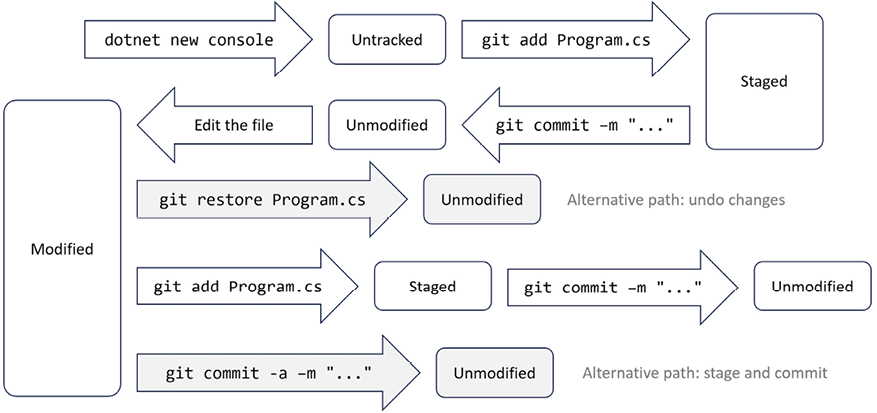 dotnet new console
Untracked
git add Program.cs
Staged
Edit the file
Unmodified
git commit –m "..."
git restore Program.cs
Unmodified
Alternative path: undo changes
Modified
git add Program.cs
Staged
git commit –m "..."
Unmodified
git commit -a –m "..."
Unmodified
Alternative path: stage and commit